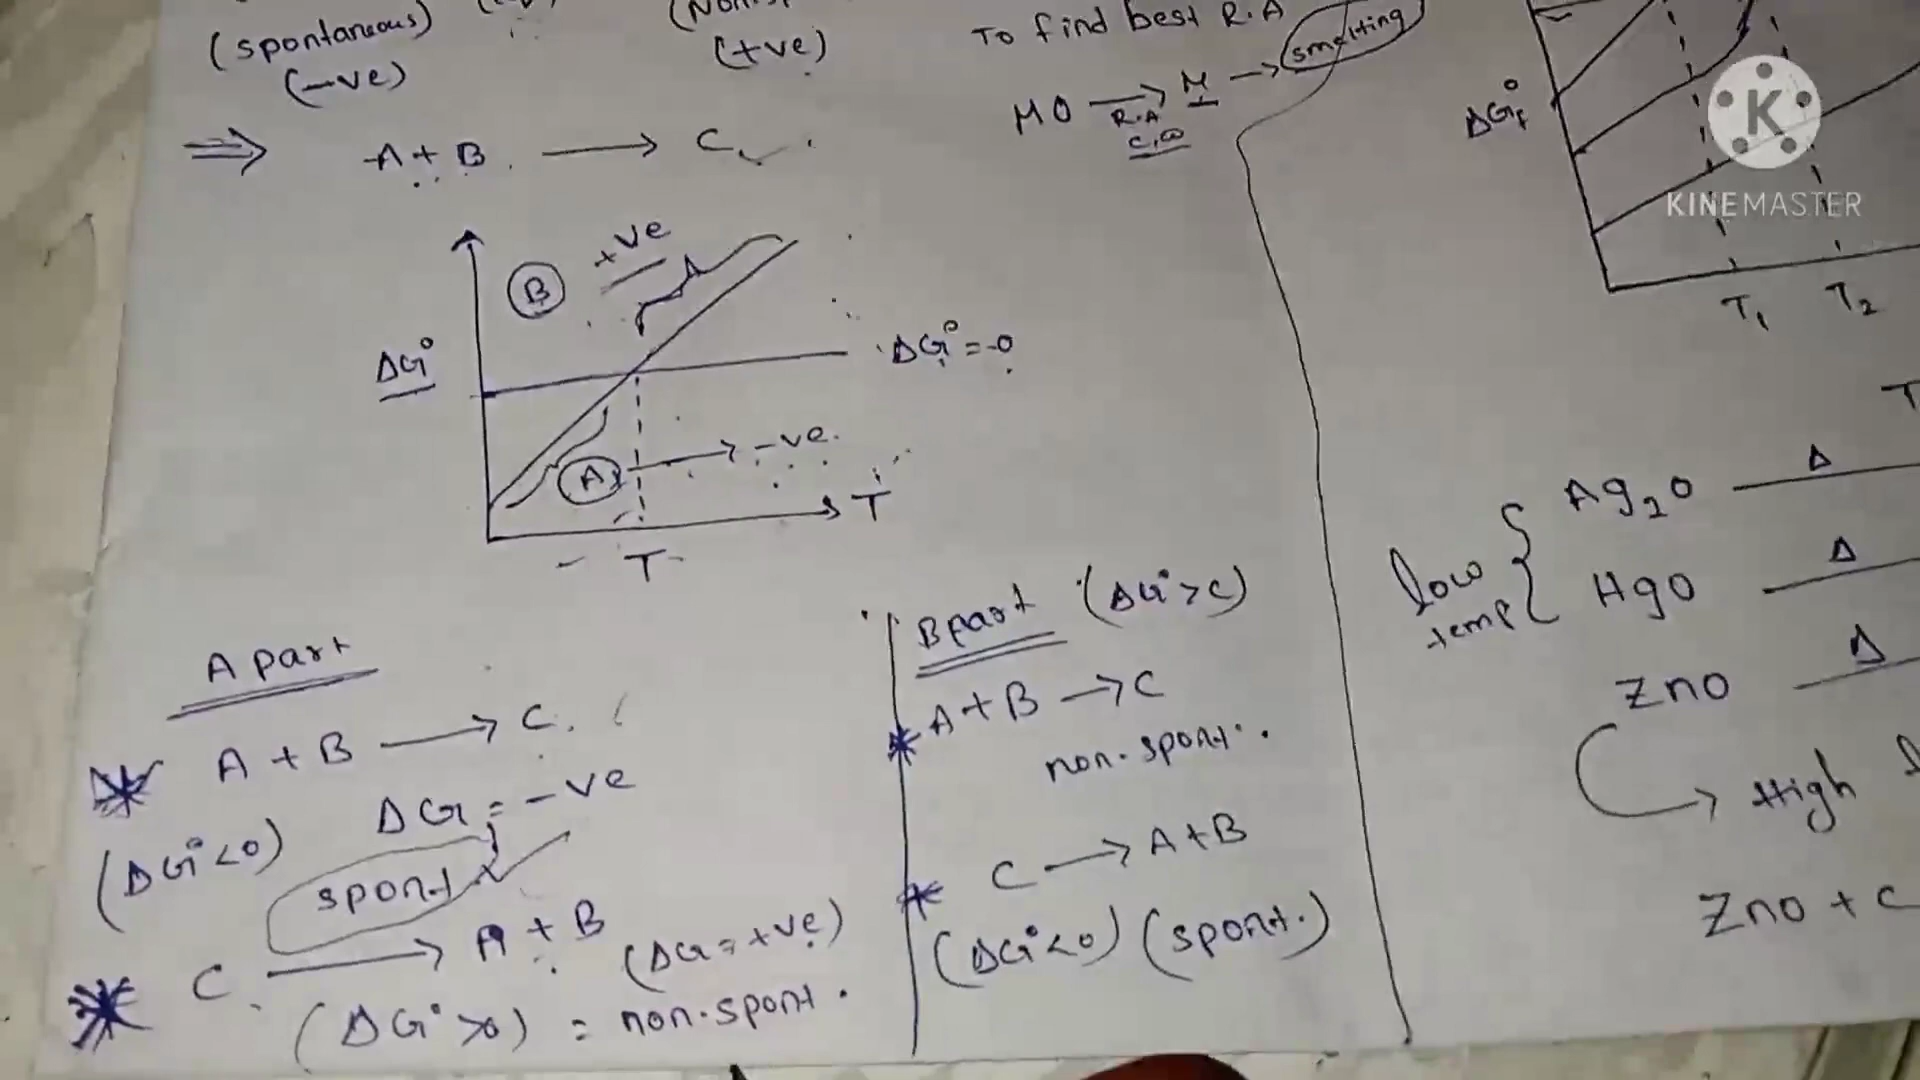 (spontaneous)
(-ve)
(+ve)
⇒ A + B → C
ΔG°
B
+ve
ΔG° = 0
A → -ve
T
T
A part
A + B → C
(ΔG° < 0) ΔG = -ve
spont
C → A + B (ΔG = +ve)
(ΔG° > 0) = non-spont.
B part (ΔG° > C)
A + B → C
non-spont.
C → A + B
(ΔG° < 0) (spont.)
To find best R.A
MO → M → smelting
R.A
C, CO
ΔG°f
T1 T2
KINEMASTER
K
T
low temp
Ag2O Δ
HgO Δ
ZnO Δ
→ High
ZnO + C